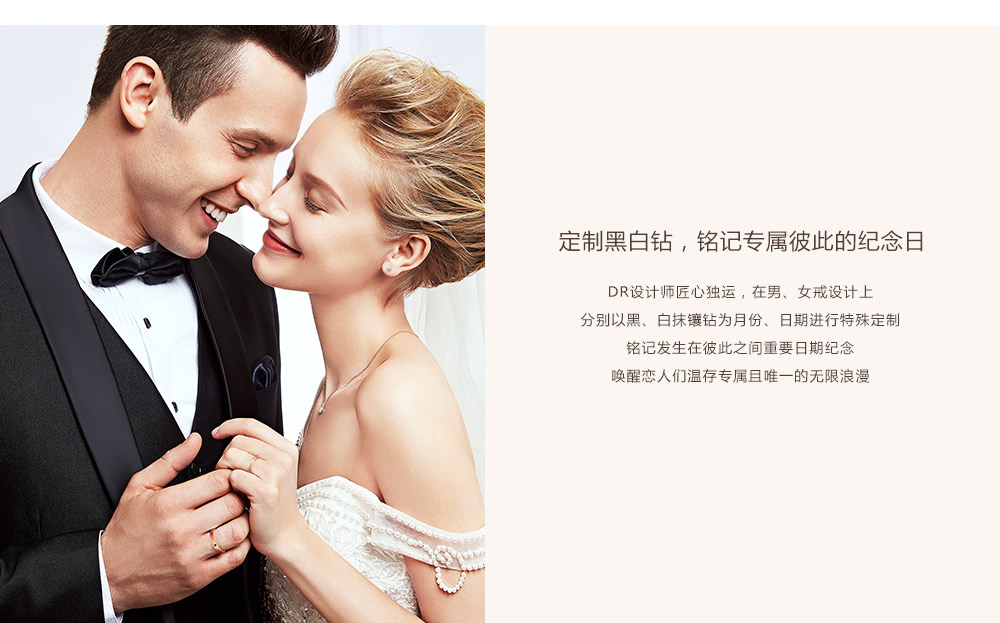 定制黑白钻，铭记专属彼此的纪念日
DR设计师匠心独运，在男、女戒设计上
分别以黑、白抹镶钻为月份、日期进行特殊定制
铭记发生在彼此之间重要日期纪念
唤醒恋人们温存专属且唯一的无限浪漫